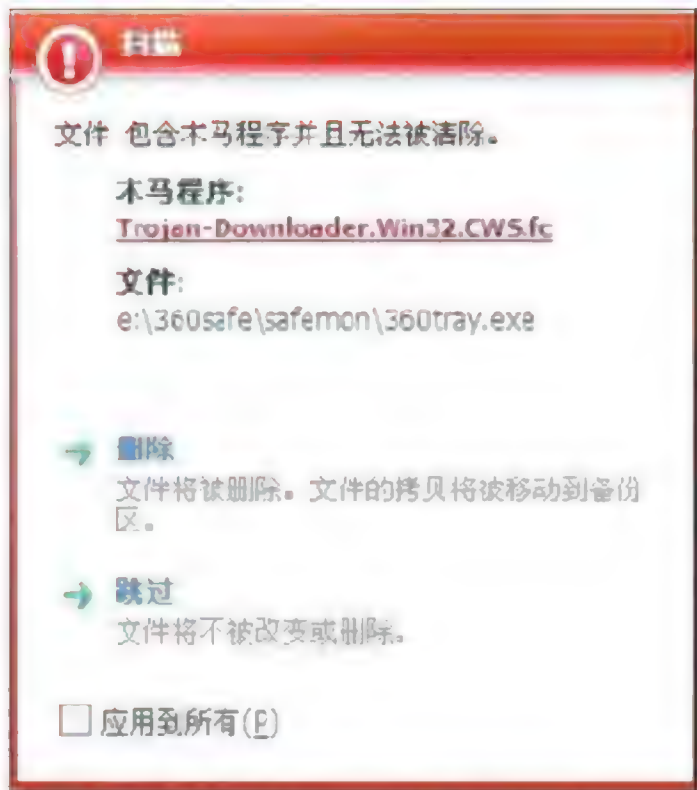 扫描
文件 包含木马程序并且无法被清除。
木马程序:
Trojan-Downloader.Win32.CWS.fc
文件:
e:\360safe\safemon\360tray.exe
删除
文件将被删除。文件的拷贝将被移动到备份
区。
跳过
文件将不被改变或删除。
应用到所有(P)